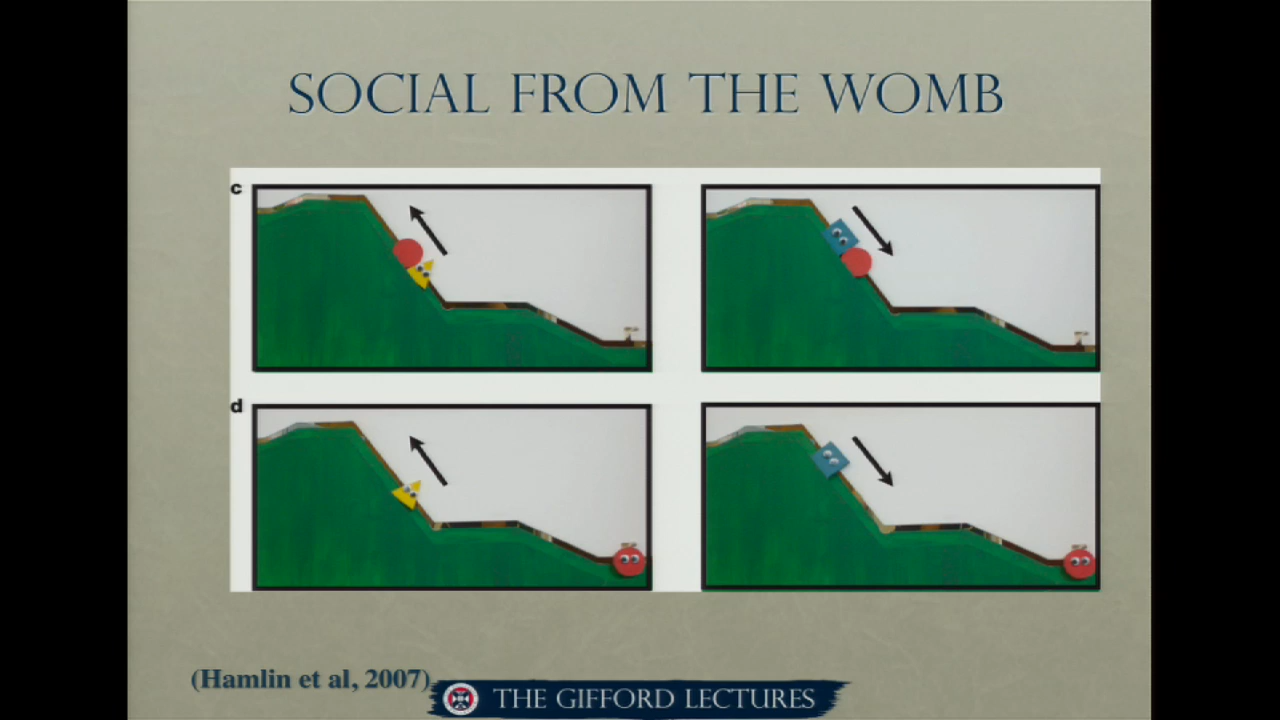 SOCIAL FROM THE WOMB
c
d
(Hamlin et al, 2007)
THE GIFFORD LECTURES